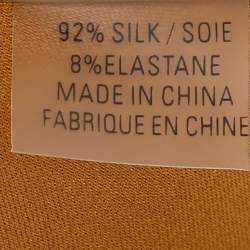 92% SILK / SOIE
8%ELASTANE
MADE IN CHINA
FABRIQUE EN CHINE